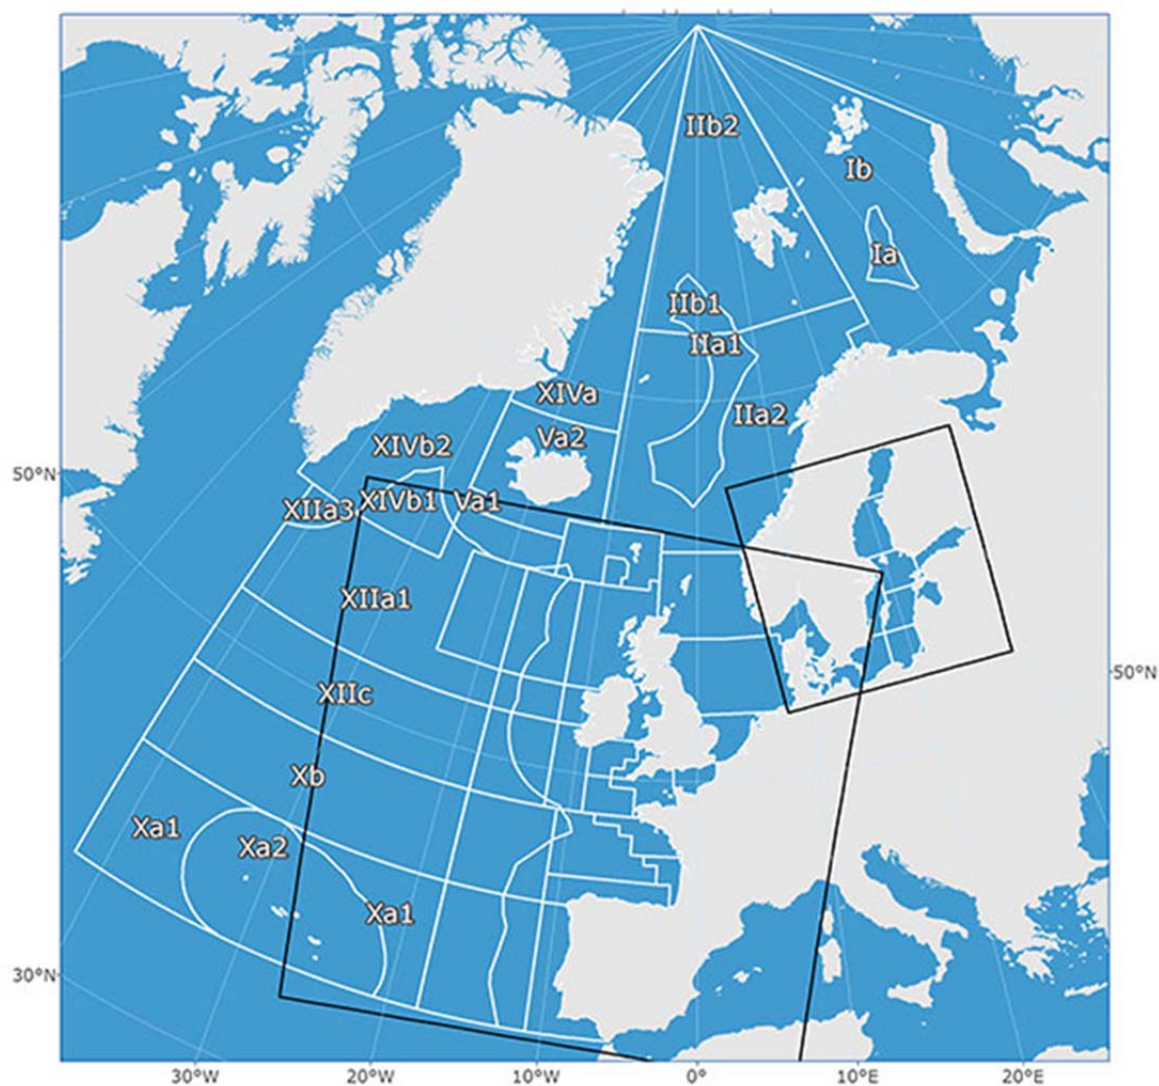 IIb2
Ib
Ia
IIb1
IIa1
XIVa
IIa2
Va2
XIVb2
50°N
XIVb1
Va1
XIIa3
XIIa1
50°N
XIIc
Xb
Xa1
Xa2
Xa1
30°N
30°W
20°W
10°W
0°
10°E
20°E